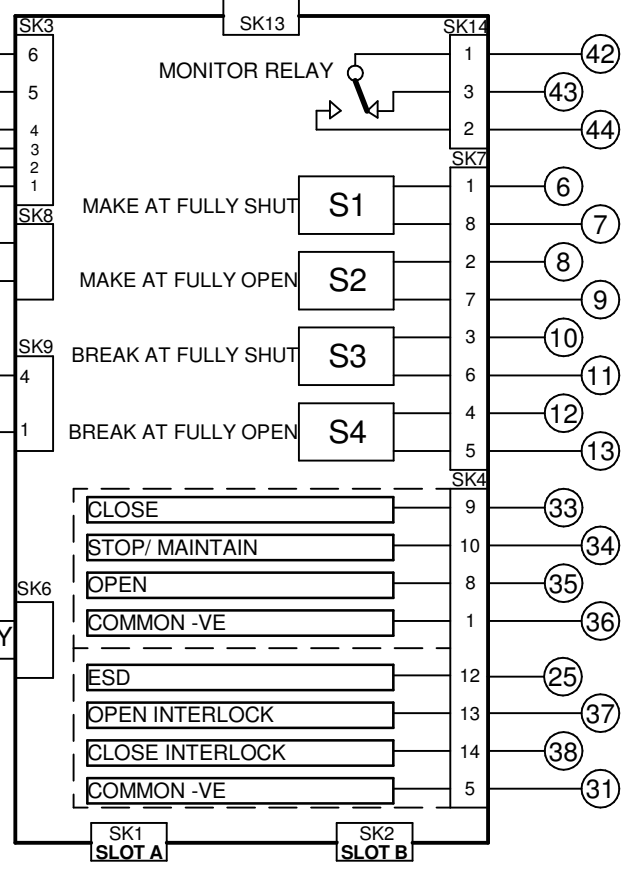 SK13
SK3
6
5
4
3
2
1
SK8
SK9
4
1
SK6
Y
MONITOR RELAY
SK14
1 42
3 43
2 44
SK7
MAKE AT FULLY SHUT S1 1 6
8 7
MAKE AT FULLY OPEN S2 2 8
7 9
BREAK AT FULLY SHUT S3 3 10
6 11
BREAK AT FULLY OPEN S4 4 12
5 13
SK4
CLOSE 9 33
STOP/ MAINTAIN 10 34
OPEN 8 35
COMMON -VE 1 36
ESD 12 25
OPEN INTERLOCK 13 37
CLOSE INTERLOCK 14 38
COMMON -VE 5 31
SK1
SLOT A
SK2
SLOT B